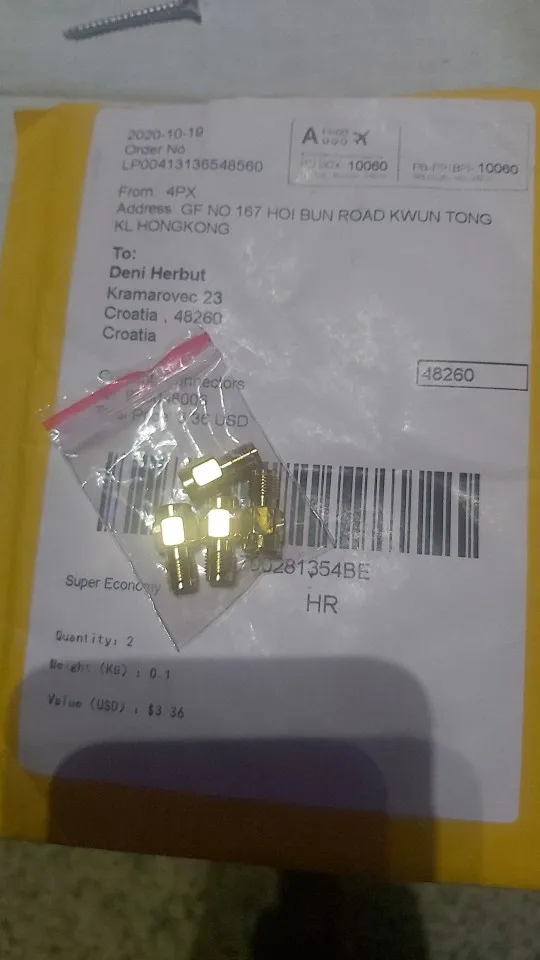 2020-10-19
Order No
LP00413136548560
A
10060
10060
From: 4PX
Address: GF NO 167 HOI BUN ROAD KWUN TONG
KL HONGKONG
To:
Deni Herbut
Kramarovec 23
Croatia , 48260
Croatia
48260
USD
00281354BE
Super Economy
HR
Quantity: 2
Weight (KG) : 0.1
Value (USD) : $3.36